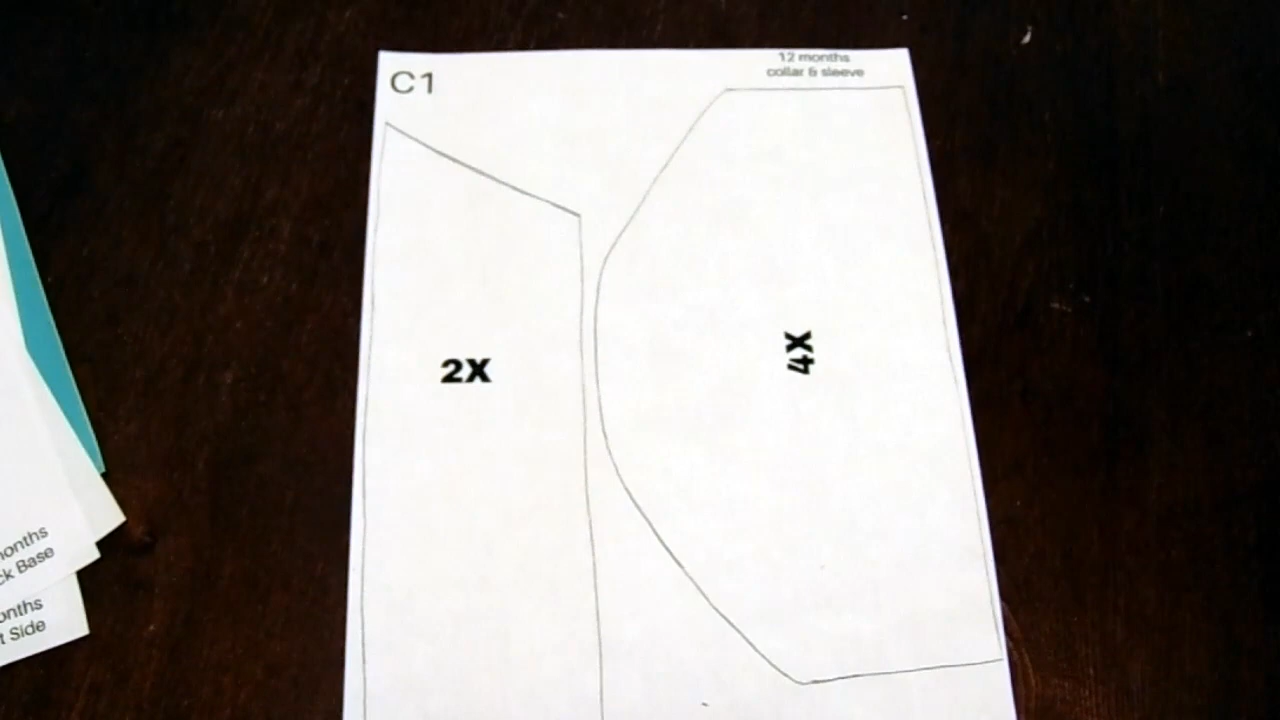 C1
12 months
collar & sleeve
2X
4X
onths
ck Base
onths
t Side